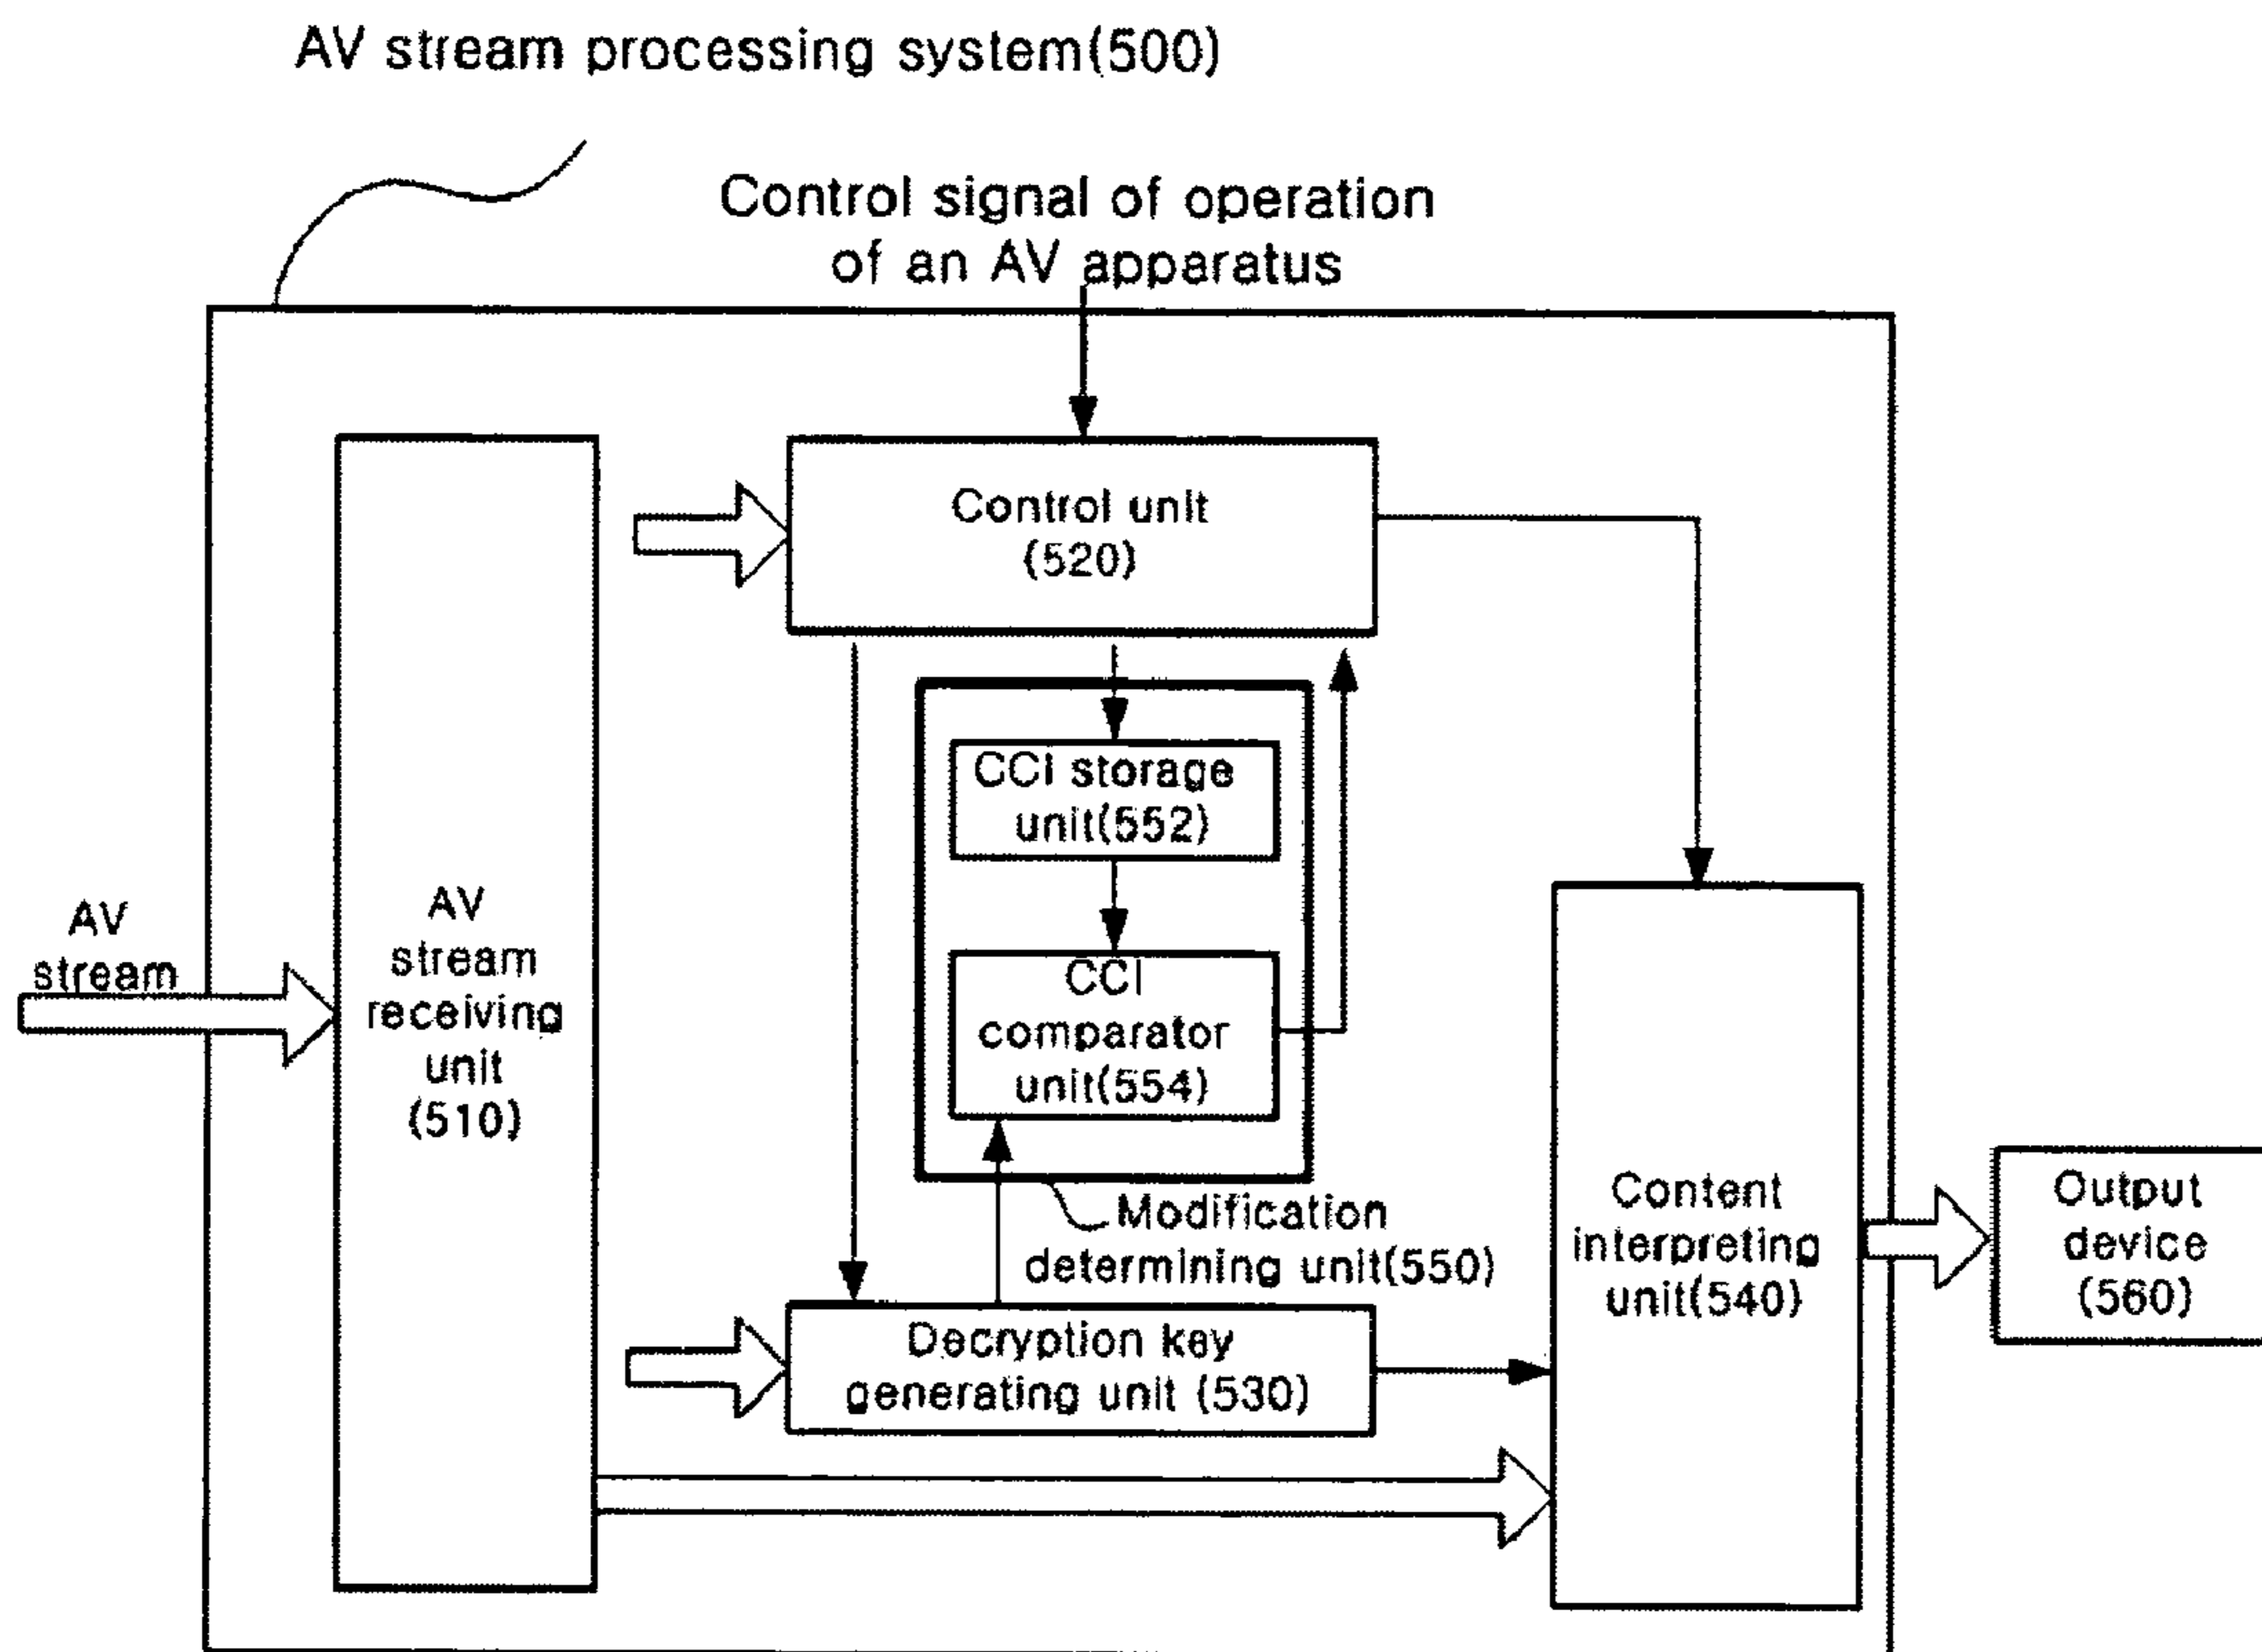 AV stream processing system(500)
Control signal of operation
of an AV apparatus
Control unit
(520)
CCI storage
unit(552)
AV
stream
AV
stream
receiving
unit
(510)
CCI
comparator
unit(554)
Modification
determining unit(550)
Content
interpreting
unit(540)
Output
device
(560)
Decryption key
generating unit (530)